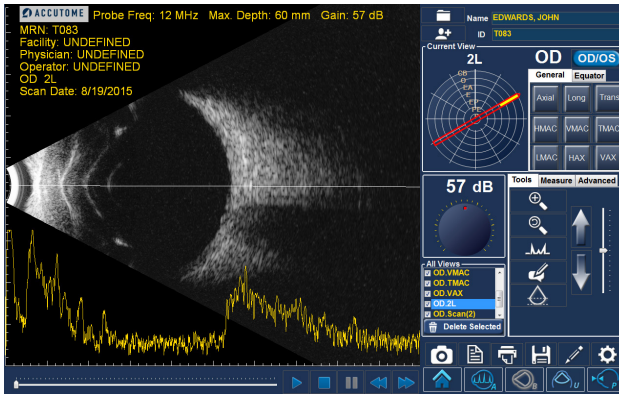 ACCUTOME Probe Freq: 12 MHz Max. Depth: 60 mm Gain: 57 dB
MRN: T083
Facility: UNDEFINED
Physician: UNDEFINED
Operator: UNDEFINED
OD 2L
Scan Date: 8/19/2015
Name EDWARDS, JOHN
ID T083
Current View
2L
OD OD/OS
General Equator
Axial Long Trans
HMAC VMAC TMAC
LMAC HAX VAX
57 dB
Tools Measure Advanced
All Views
OD.VMAC
OD.TMAC
OD.VAX
OD.2L
OD.Scan(2)
Delete Selected
A B U P